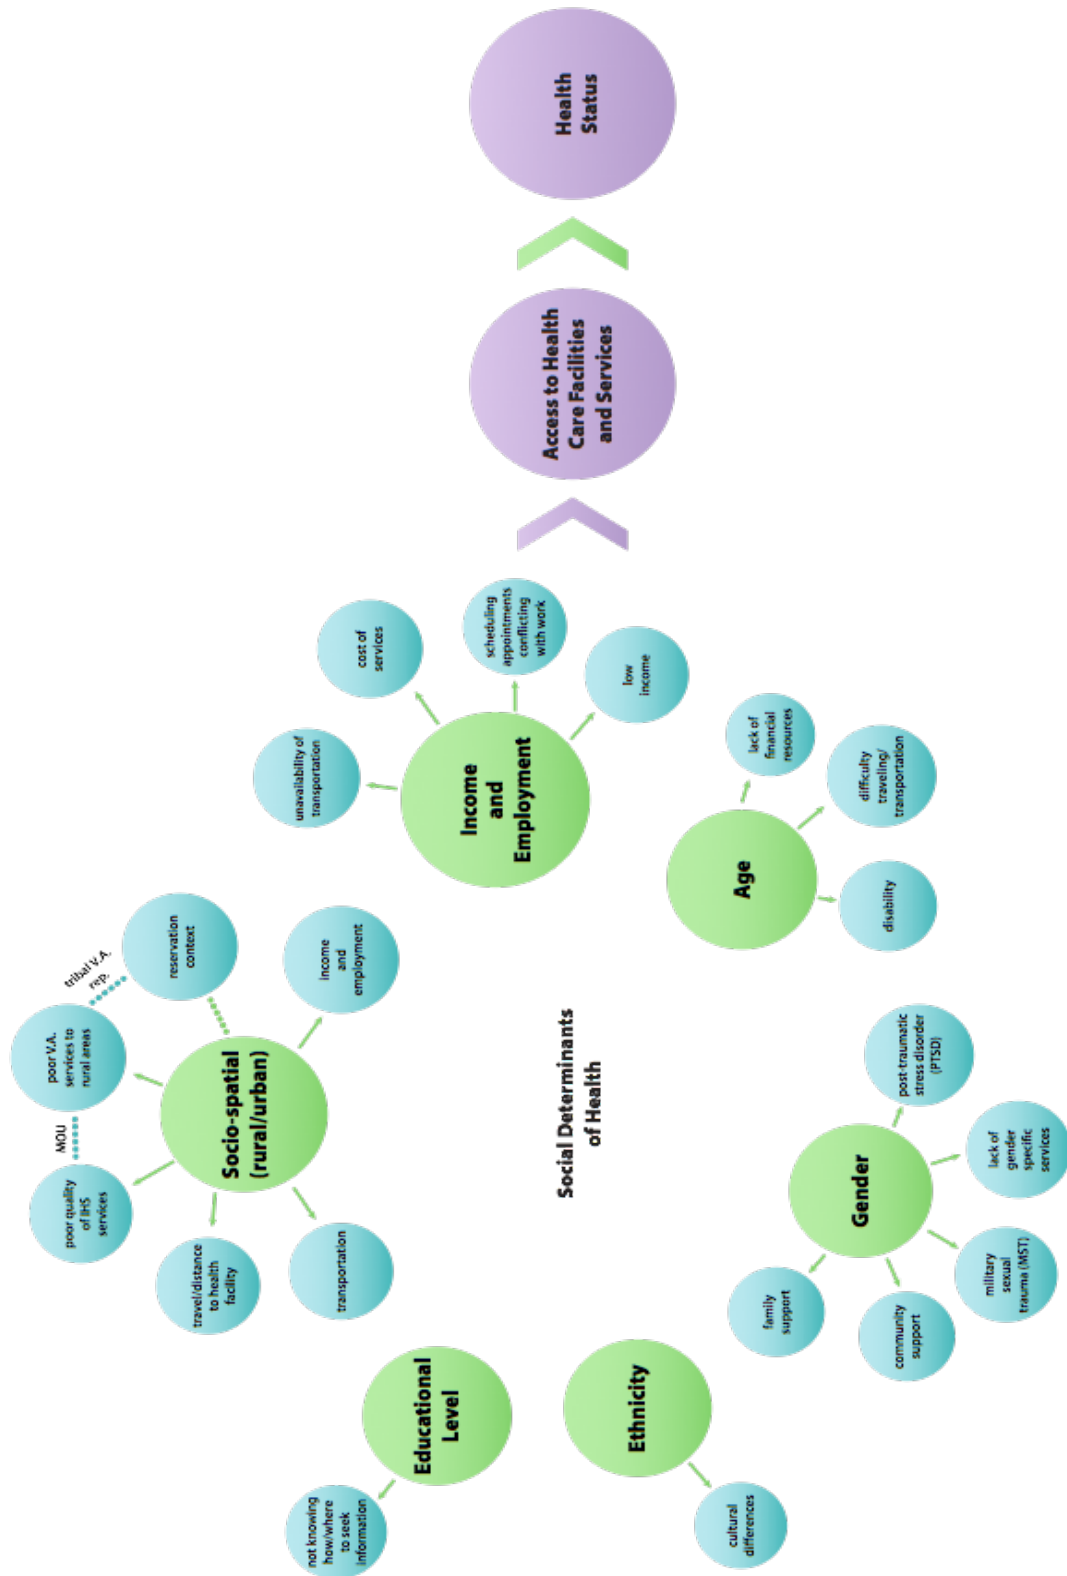 not knowing
how/where
to seek
information
Educational
Level
cultural
differences
Ethnicity
poor quality
of IHS
services
MOU
poor V.A.
services to
rural areas
tribal V.A.
rep.
reservation
context
travel/distance
to health
facility
Socio-spatial
(rural/urban)
transportation
income
and
employment
Social Determinants
of Health
family
support
community
support
military
sexual
trauma (MST)
Gender
lack of
gender
specific
services
post-traumatic
stress disorder
(PTSD)
unavailability of
transportation
cost of
services
Income
and
Employment
scheduling
appointments
conflicting
with work
low
income
Age
lack of
financial
resources
difficulty
traveling/
transportation
disability
Access to Health
Care Facilities
and Services
Health
Status